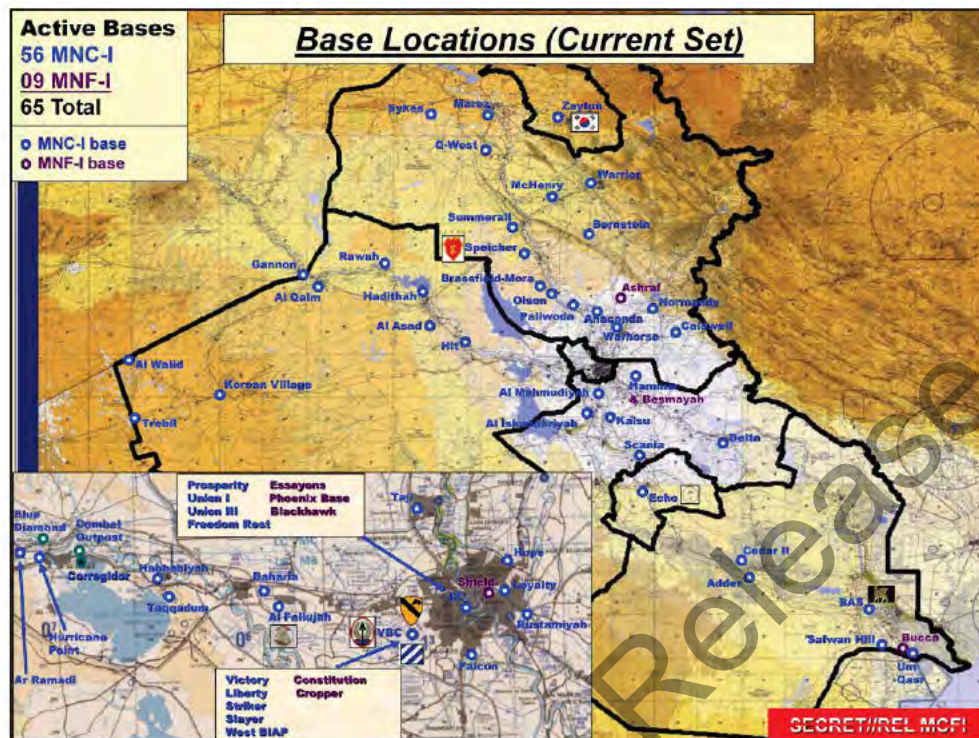 Active Bases
56 MNC-I
09 MNF-I
65 Total
MNC-I base
MNF-I base
Base Locations (Current Set)
Sykes
Marez
Zaytun
Q-West
McHenry
Warrior
Summerall
Bernstein
Speicher
Gannon
Rawah
Al Qaim
Hadithah
Brassfield-Mora
Olson
Ashraf
Paliwoda
Normandy
Anaconda
Warhorse
Caldwell
Al Asad
Hit
Al Walid
Korean Village
Trebil
Al Mahmudiyah
& Besmayah
Kalsu
Scania
Delta
Echo
Cedar II
Adder
BAS
Safwan Hill
Bucca
Um
Qasr
Prosperity Essayons
Union I Phoenix Base
Union III Blackhawk
Freedom Rest
Taji
Blue
Diamond
Combat
Outpost
Corregidor
Habbaniyah
Taqqadum
Baharia
Al Fallujah
Hurricane
Point
Ar Ramadi
Hope
Shield
Loyalty
Rustamiyah
VBC
Falcon
Victory Constitution
Liberty Cropper
Striker
Slayer
West BIAP
Release
SECRET//REL MCFI